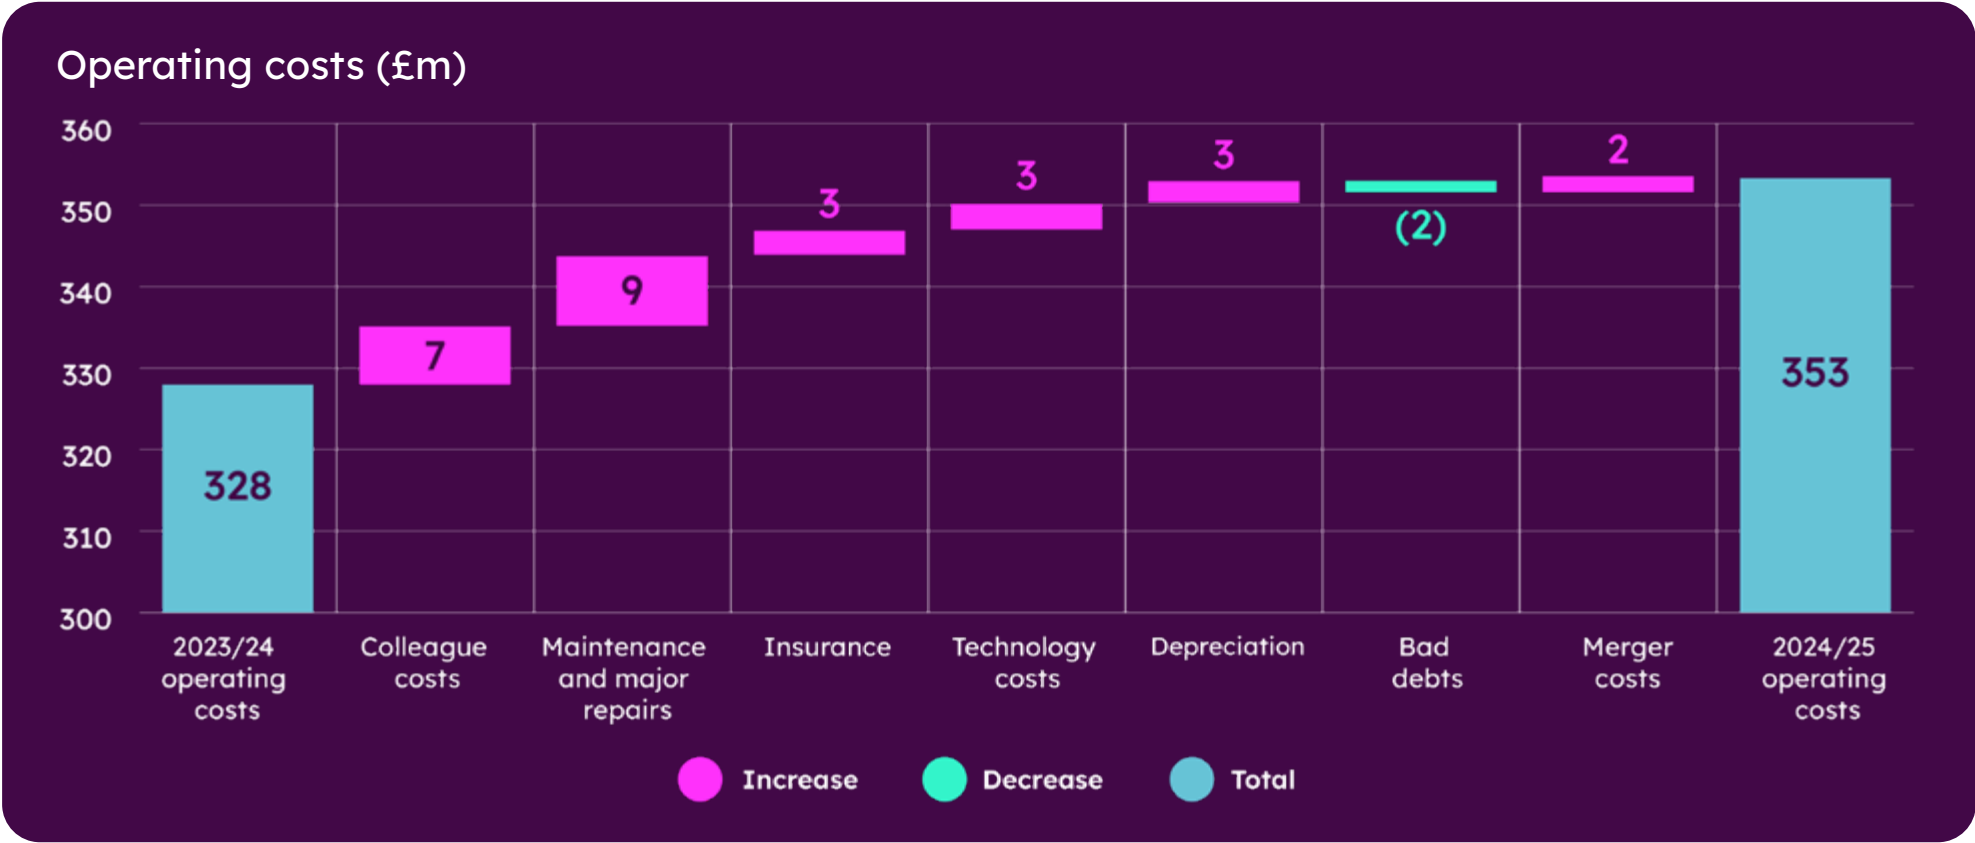 Operating costs (£m)
360
350
340
330
320
310
300
328
7
9
3
3
3
(2)
2
353
2023/24
operating
costs
Colleague
costs
Maintenance
and major
repairs
Insurance
Technology
costs
Depreciation
Bad
debts
Merger
costs
2024/25
operating
costs
Increase
Decrease
Total